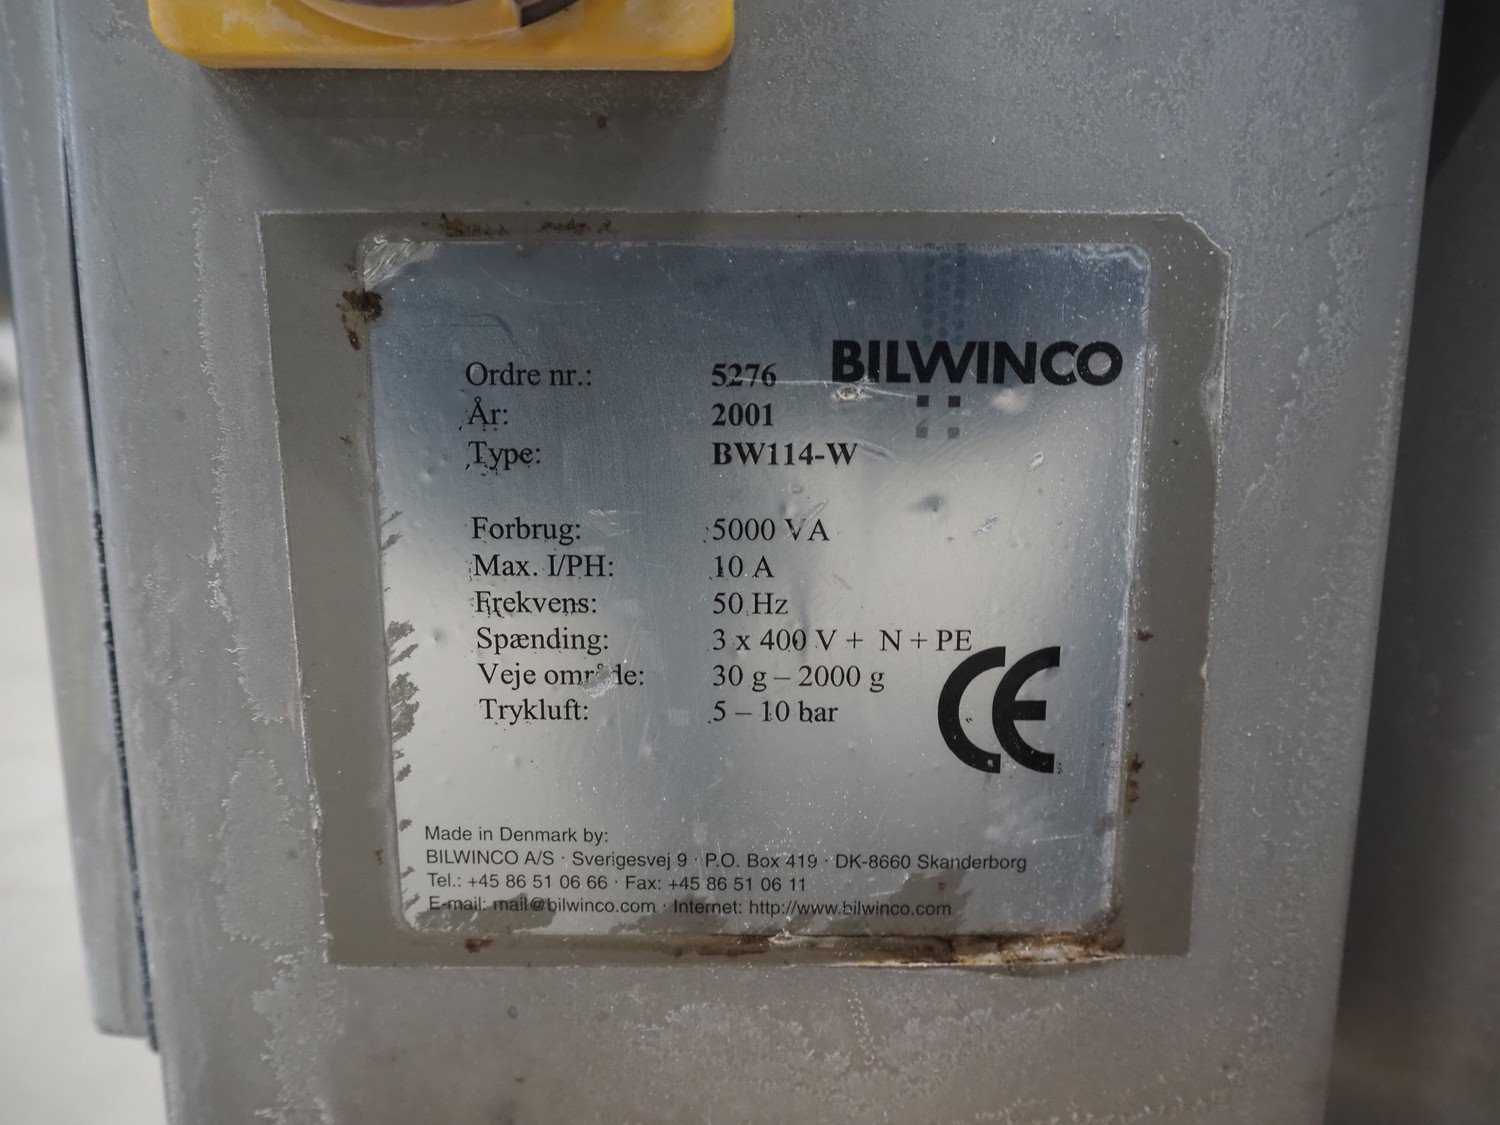 BILWINCO
Ordre nr.: 5276
År: 2001
Type: BW114-W
Forbrug: 5000 VA
Max. I/PH: 10 A
Frekvens: 50 Hz
Spænding: 3 x 400 V + N + PE
Veje område: 30 g – 2000 g
Trykluft: 5 – 10 bar
CE
Made in Denmark by:
BILWINCO A/S · Sverigesvej 9 · P.O. Box 419 · DK-8660 Skanderborg
Tel.: +45 86 51 06 66 · Fax: +45 86 51 06 11
E-mail: mail@bilwinco.com · Internet: http://www.bilwinco.com